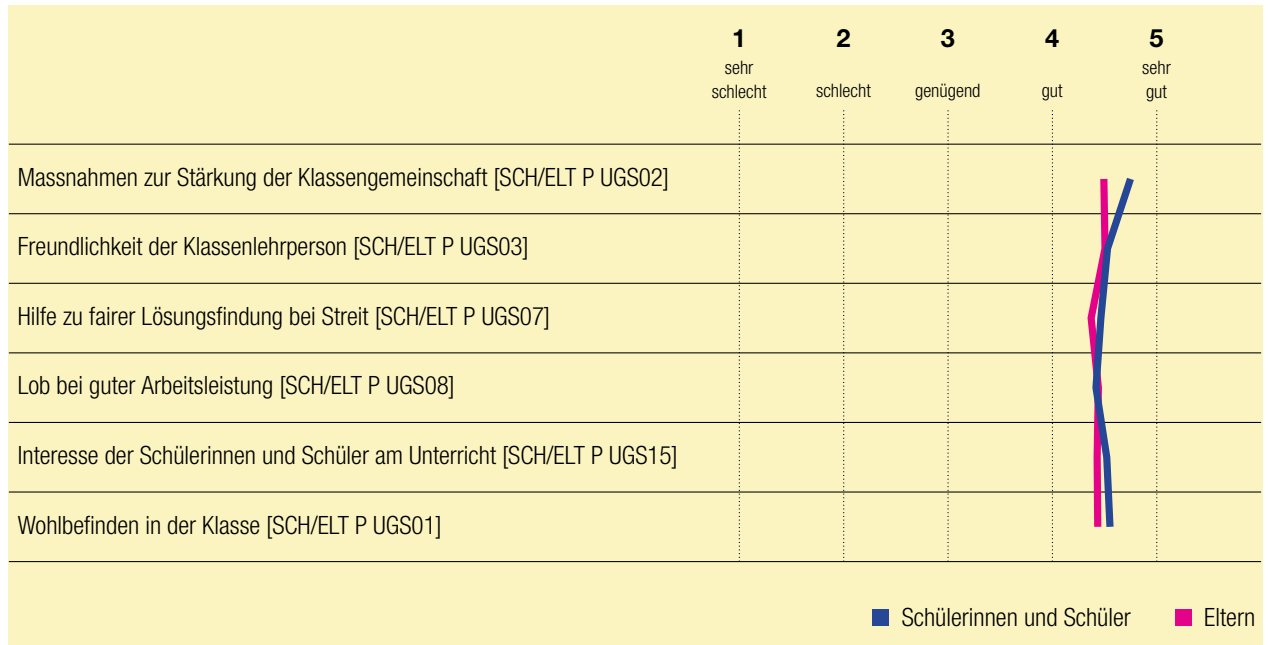 1 2 3 4 5
sehr sehr
schlecht schlecht genügend gut gut
Massnahmen zur Stärkung der Klassengemeinschaft [SCH/ELT P UGS02]
Freundlichkeit der Klassenlehrperson [SCH/ELT P UGS03]
Hilfe zu fairer Lösungsfindung bei Streit [SCH/ELT P UGS07]
Lob bei guter Arbeitsleistung [SCH/ELT P UGS08]
Interesse der Schülerinnen und Schüler am Unterricht [SCH/ELT P UGS15]
Wohlbefinden in der Klasse [SCH/ELT P UGS01]
Schülerinnen und Schüler Eltern